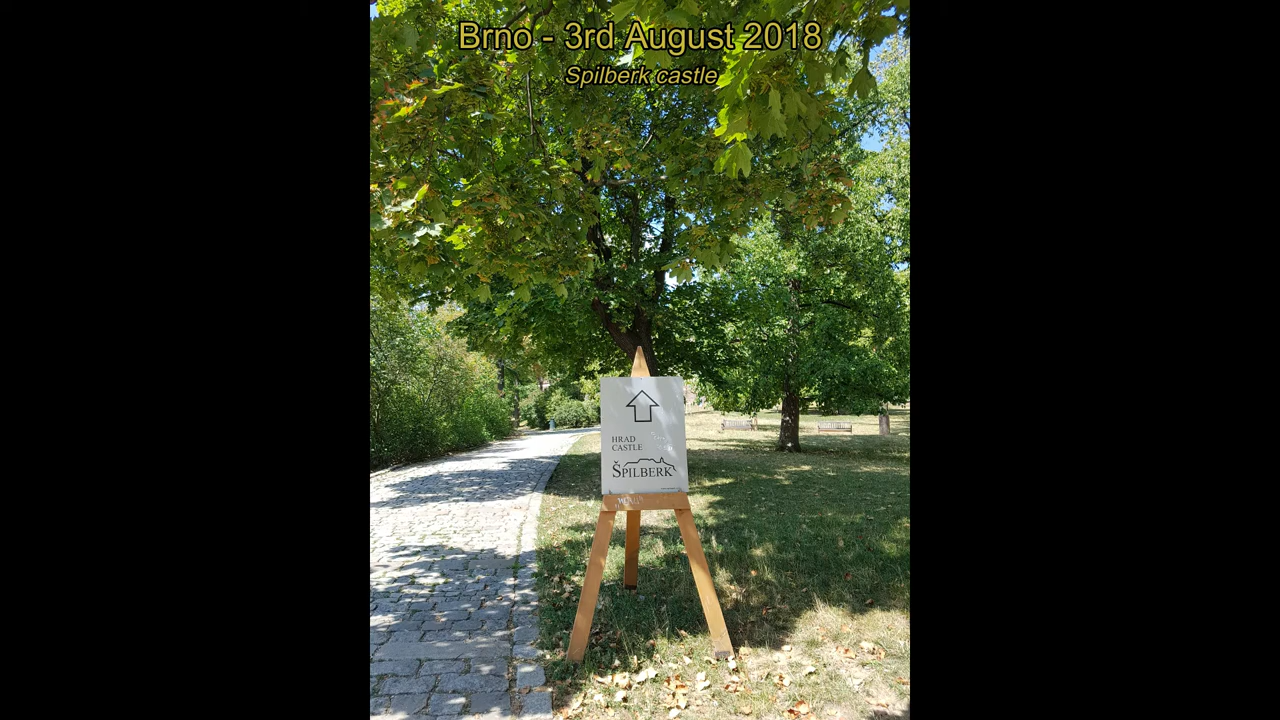 Brno - 3rd August 2018
Spilberk castle
HRAD
CASTLE
ŠPILBERK